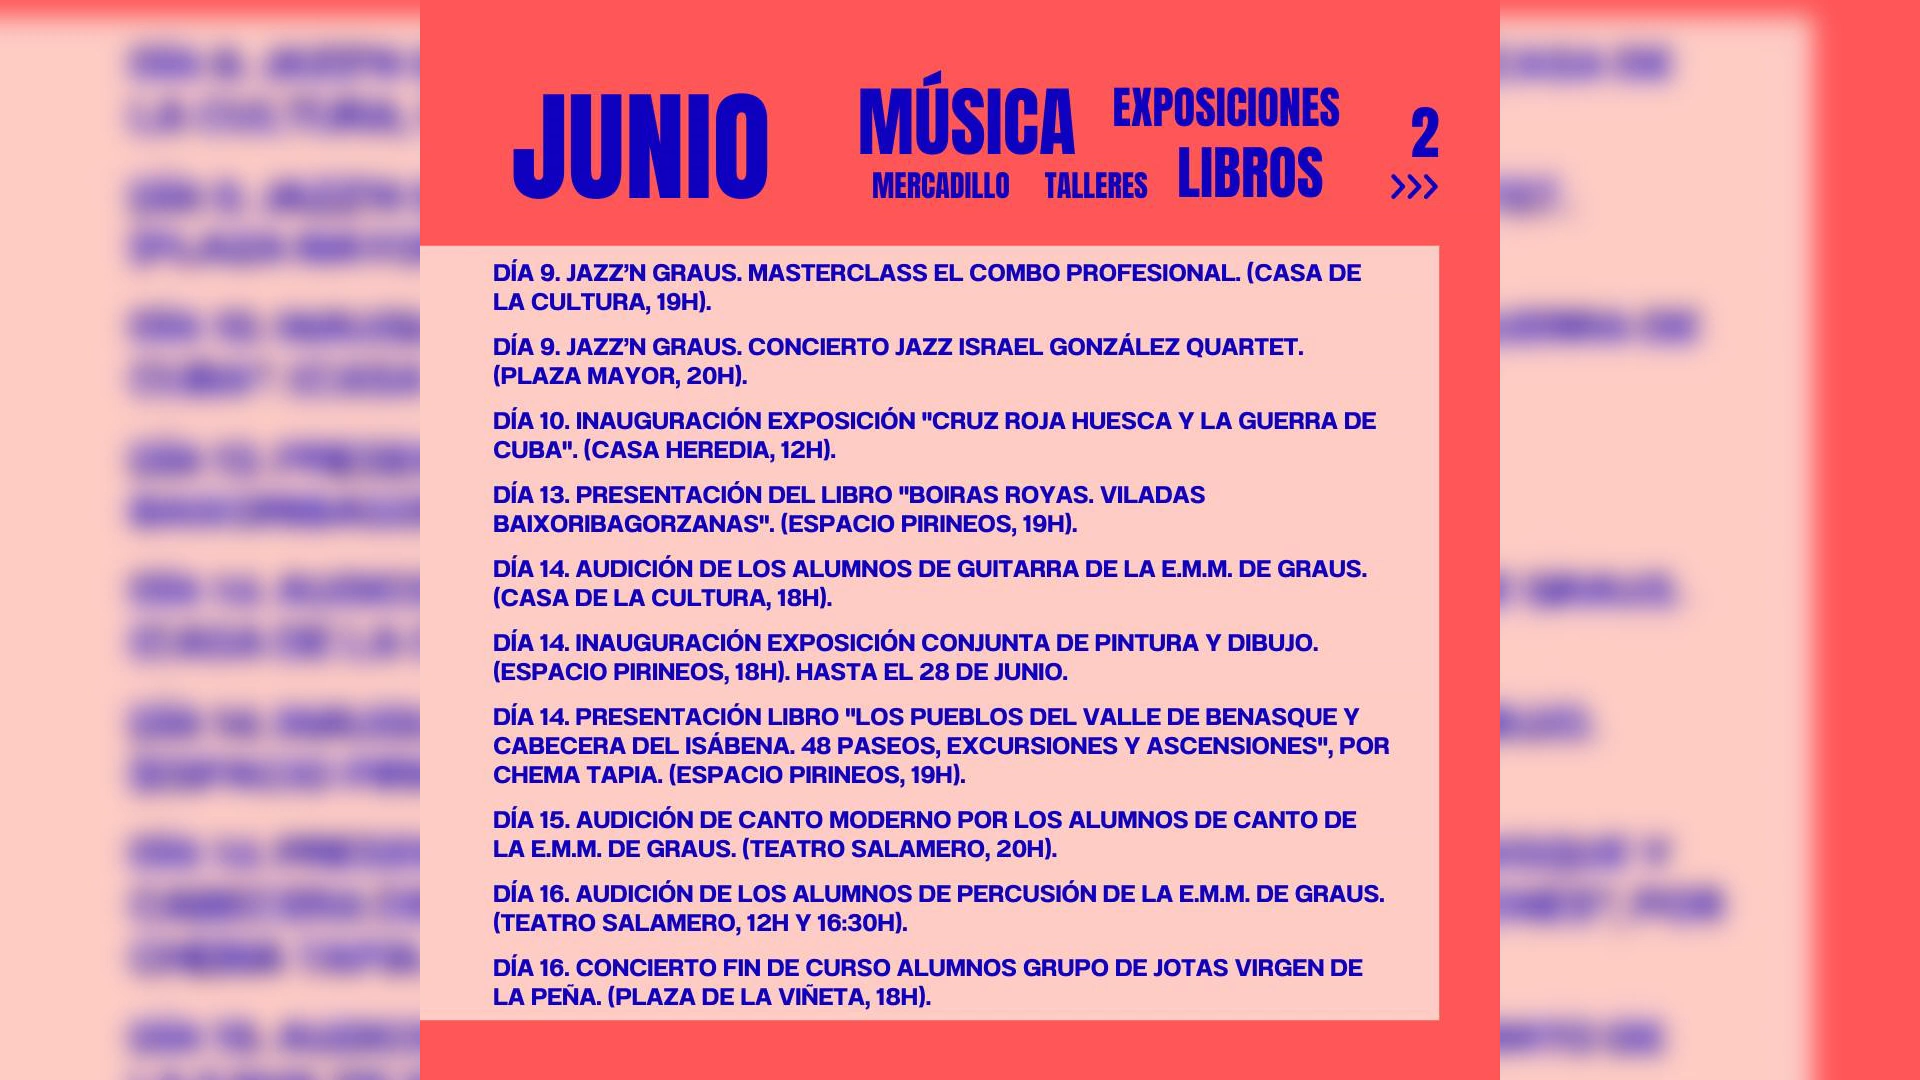 JUNIO
MÚSICA
EXPOSICIONES
MERCADILLO
TALLERES
LIBROS
2
>>>
DÍA 9. JAZZ’N GRAUS. MASTERCLASS EL COMBO PROFESIONAL. (CASA DE
LA CULTURA, 19H).
DÍA 9. JAZZ’N GRAUS. CONCIERTO JAZZ ISRAEL GONZÁLEZ QUARTET.
(PLAZA MAYOR, 20H).
DÍA 10. INAUGURACIÓN EXPOSICIÓN "CRUZ ROJA HUESCA Y LA GUERRA DE
CUBA". (CASA HEREDIA, 12H).
DÍA 13. PRESENTACIÓN DEL LIBRO "BOIRAS ROYAS. VILADAS
BAIXORIBAGORZANAS". (ESPACIO PIRINEOS, 19H).
DÍA 14. AUDICIÓN DE LOS ALUMNOS DE GUITARRA DE LA E.M.M. DE GRAUS.
(CASA DE LA CULTURA, 18H).
DÍA 14. INAUGURACIÓN EXPOSICIÓN CONJUNTA DE PINTURA Y DIBUJO.
(ESPACIO PIRINEOS, 18H). HASTA EL 28 DE JUNIO.
DÍA 14. PRESENTACIÓN LIBRO "LOS PUEBLOS DEL VALLE DE BENASQUE Y
CABECERA DEL ISÁBENA. 48 PASEOS, EXCURSIONES Y ASCENSIONES", POR
CHEMA TAPIA. (ESPACIO PIRINEOS, 19H).
DÍA 15. AUDICIÓN DE CANTO MODERNO POR LOS ALUMNOS DE CANTO DE
LA E.M.M. DE GRAUS. (TEATRO SALAMERO, 20H).
DÍA 16. AUDICIÓN DE LOS ALUMNOS DE PERCUSIÓN DE LA E.M.M. DE GRAUS.
(TEATRO SALAMERO, 12H Y 16:30H).
DÍA 16. CONCIERTO FIN DE CURSO ALUMNOS GRUPO DE JOTAS VIRGEN DE
LA PEÑA. (PLAZA DE LA VIÑETA, 18H).